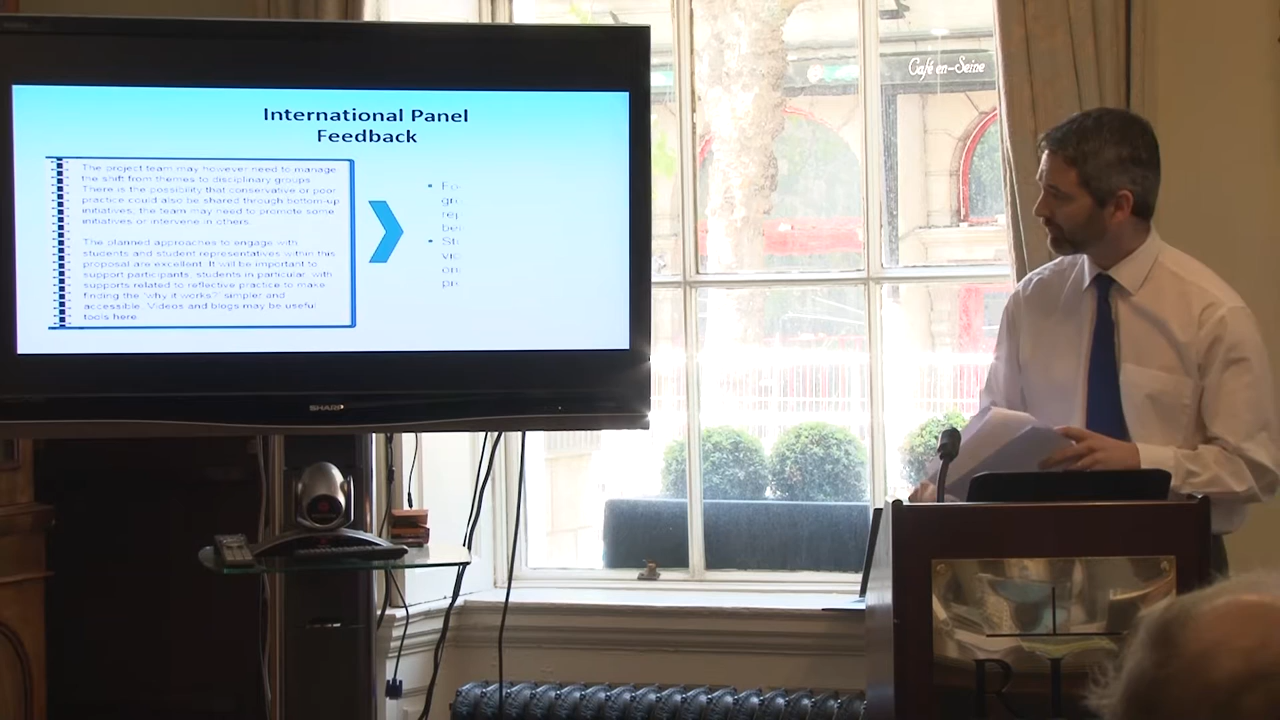 International Panel
Feedback
The project team may however need to manage
the shift from themes to disciplinary groups.
There is the possibility that conservative or poor
practice could also be shared through bottom-up
initiatives; the team may need to promote some
initiatives or intervene in others.
The planned approaches to engage with
students and student representatives within this
proposal are excellent. It will be important to
support participants, students in particular, with
supports related to reflective practice to make
finding the 'why it works?' simpler and
accessible. Videos and blogs may be useful
tools here.
SHARP
Café en-Seine